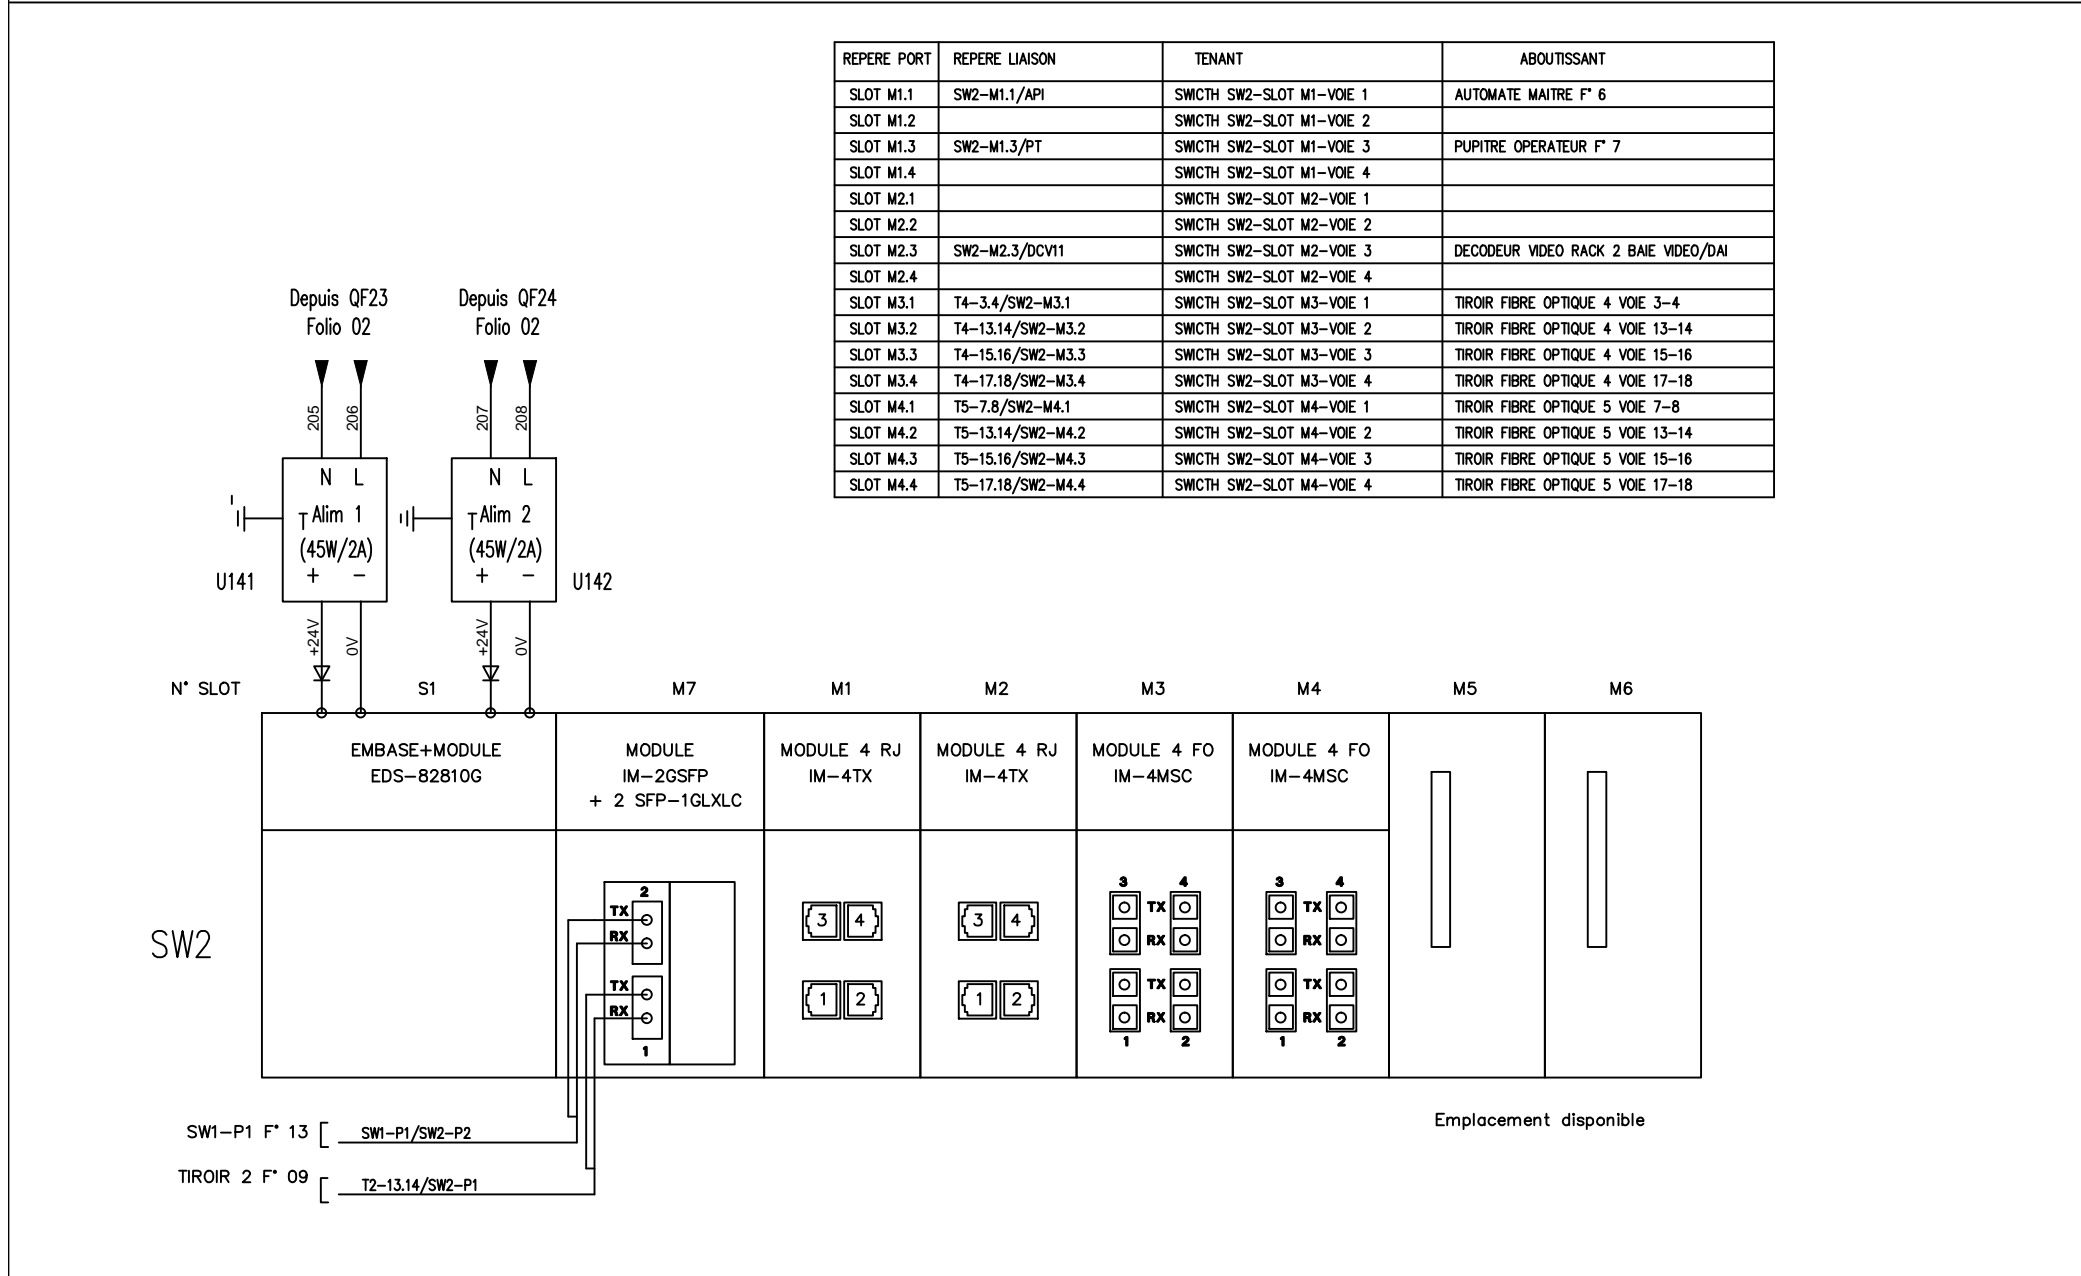 REPERE PORT REPERE LIAISON TENANT ABOUTISSANT
SLOT M1.1 SW2-M1.1/API SWICTH SW2-SLOT M1-VOIE 1 AUTOMATE MAITRE F° 6
SLOT M1.2 SWICTH SW2-SLOT M1-VOIE 2
SLOT M1.3 SW2-M1.3/PT SWICTH SW2-SLOT M1-VOIE 3 PUPITRE OPERATEUR F° 7
SLOT M1.4 SWICTH SW2-SLOT M1-VOIE 4
SLOT M2.1 SWICTH SW2-SLOT M2-VOIE 1
SLOT M2.2 SWICTH SW2-SLOT M2-VOIE 2
SLOT M2.3 SW2-M2.3/DCV11 SWICTH SW2-SLOT M2-VOIE 3 DECODEUR VIDEO RACK 2 BAIE VIDEO/DAI
SLOT M2.4 SWICTH SW2-SLOT M2-VOIE 4
SLOT M3.1 T4-3.4/SW2-M3.1 SWICTH SW2-SLOT M3-VOIE 1 TIROIR FIBRE OPTIQUE 4 VOIE 3-4
SLOT M3.2 T4-13.14/SW2-M3.2 SWICTH SW2-SLOT M3-VOIE 2 TIROIR FIBRE OPTIQUE 4 VOIE 13-14
SLOT M3.3 T4-15.16/SW2-M3.3 SWICTH SW2-SLOT M3-VOIE 3 TIROIR FIBRE OPTIQUE 4 VOIE 15-16
SLOT M3.4 T4-17.18/SW2-M3.4 SWICTH SW2-SLOT M3-VOIE 4 TIROIR FIBRE OPTIQUE 4 VOIE 17-18
SLOT M4.1 T5-7.8/SW2-M4.1 SWICTH SW2-SLOT M4-VOIE 1 TIROIR FIBRE OPTIQUE 5 VOIE 7-8
SLOT M4.2 T5-13.14/SW2-M4.2 SWICTH SW2-SLOT M4-VOIE 2 TIROIR FIBRE OPTIQUE 5 VOIE 13-14
SLOT M4.3 T5-15.16/SW2-M4.3 SWICTH SW2-SLOT M4-VOIE 3 TIROIR FIBRE OPTIQUE 5 VOIE 15-16
SLOT M4.4 T5-17.18/SW2-M4.4 SWICTH SW2-SLOT M4-VOIE 4 TIROIR FIBRE OPTIQUE 5 VOIE 17-18
Depuis QF23 Depuis QF24
Folio 02 Folio 02
205 206 207 208
N L N L
T Alim 1 T Alim 2
(45W/2A) (45W/2A)
+ - + -
U141 U142
+24V 0V +24V 0V
N° SLOT S1 M7 M1 M2 M3 M4 M5 M6
EMBASE+MODULE MODULE MODULE 4 RJ MODULE 4 RJ MODULE 4 FO MODULE 4 FO
EDS-82810G IM-2GSFP IM-4TX IM-4TX IM-4MSC IM-4MSC
+ 2 SFP-1GLXLC
2 3 4 3 4
TX 3 4 3 4 TX TX
RX RX RX
SW2
TX 1 2 1 2 TX TX
RX RX RX
1 1 2 1 2
Emplacement disponible
SW1-P1 F° 13 SW1-P1/SW2-P2
TIROIR 2 F° 09 T2-13.14/SW2-P1